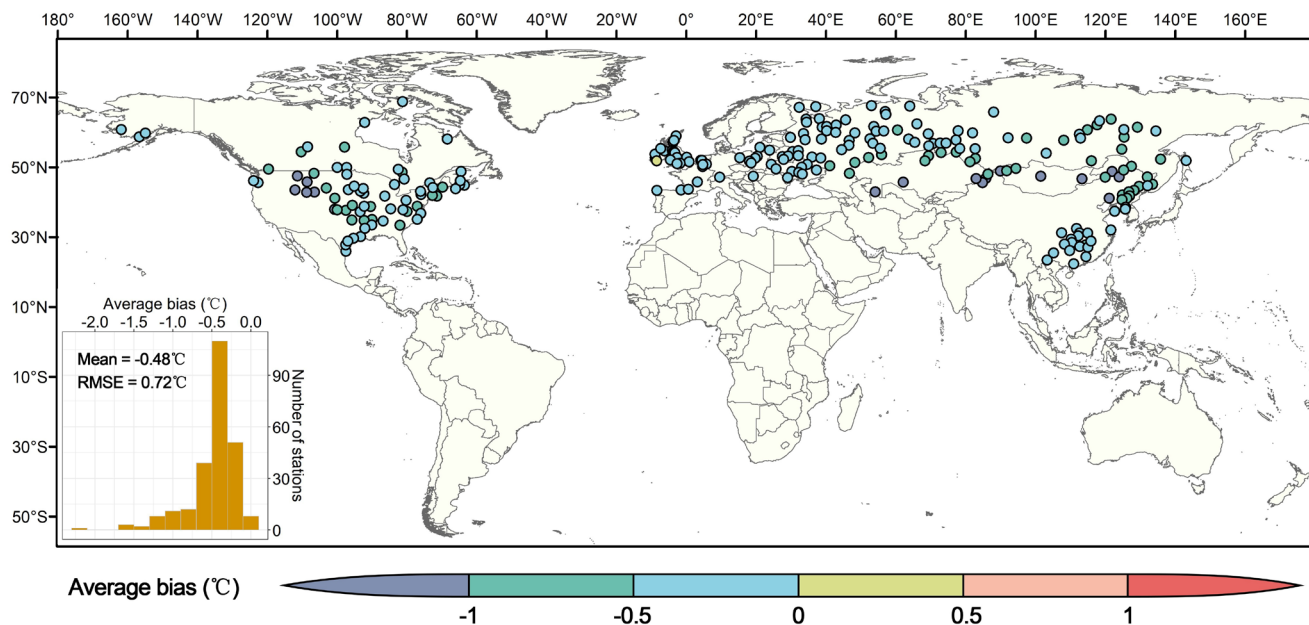 180° 160° 140° 120° 100° 80° 60° 40° 20° 0° 20°E 40°E 60°E 80°E 100°E 120°E 140°E 160°E
70°N
50°N
30°N
10°N
10°S
30°S
50°S
Average bias (℃)
-2.0 -1.5 -1.0 -0.5 0.0
Mean = -0.48℃
RMSE = 0.72℃
90
60
30
0
Number of stations
Average bias (℃)
-1 -0.5 0 0.5 1